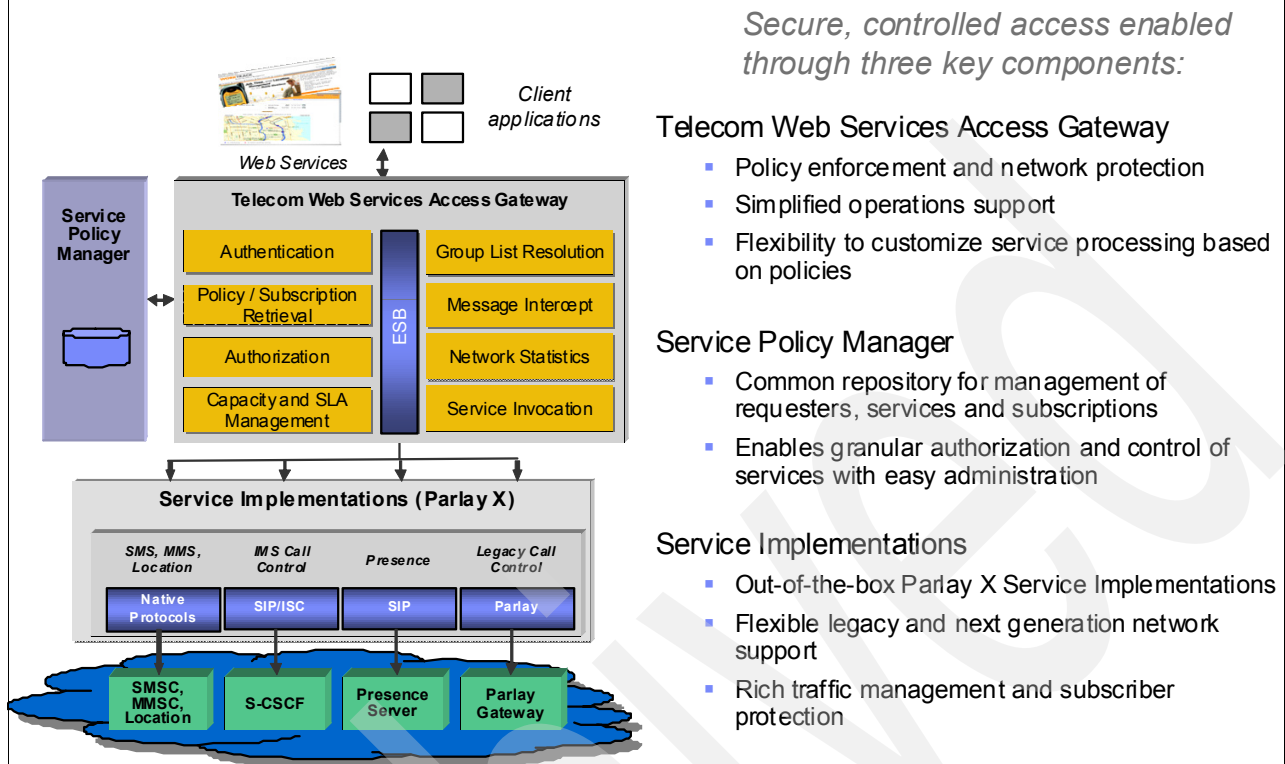 Secure, controlled access enabled
through three key components:
Client
applications
Web Services
Service
Policy
Manager
Telecom Web Services Access Gateway
Authentication
Policy / Subscription
Retrieval
Authorization
Capacity and SLA
Management
ESB
Group List Resolution
Message Intercept
Network Statistics
Service Invocation
Service Implementations (Parlay X)
SMS, MMS,
Location
IMS Call
Control
Presence
Legacy Call
Control
Native
Protocols
SIP/ISC
SIP
Parlay
SMSC,
MMSC,
Location
S-CSCF
Presence
Server
Parlay
Gateway
Telecom Web Services Access Gateway
Policy enforcement and network protection
Simplified operations support
Flexibility to customize service processing based
on policies
Service Policy Manager
Common repository for management of
requesters, services and subscriptions
Enables granular authorization and control of
services with easy administration
Service Implementations
Out-of-the-box Parlay X Service Implementations
Flexible legacy and next generation network
support
Rich traffic management and subscriber
protection